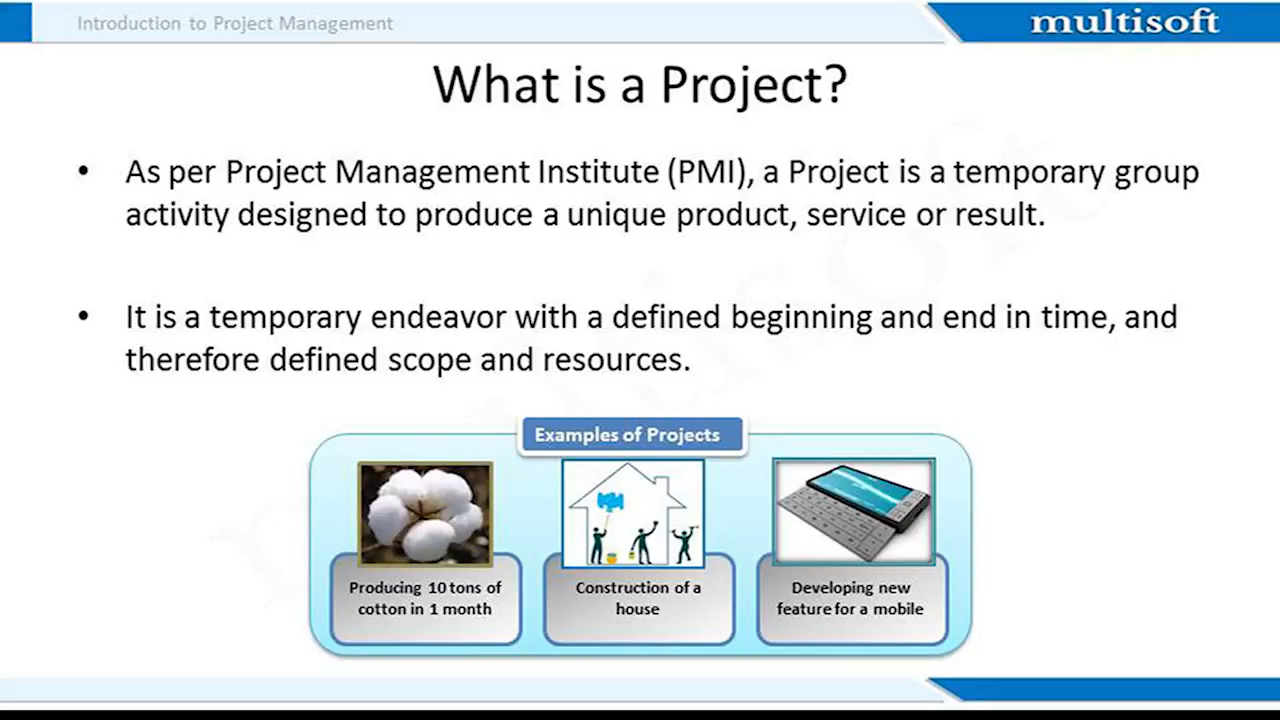 Introduction to Project Management
multisoft
What is a Project?
• As per Project Management Institute (PMI), a Project is a temporary group
activity designed to produce a unique product, service or result.
• It is a temporary endeavor with a defined beginning and end in time, and
therefore defined scope and resources.
Examples of Projects
Producing 10 tons of
cotton in 1 month
Construction of a
house
Developing new
feature for a mobile
multisoft